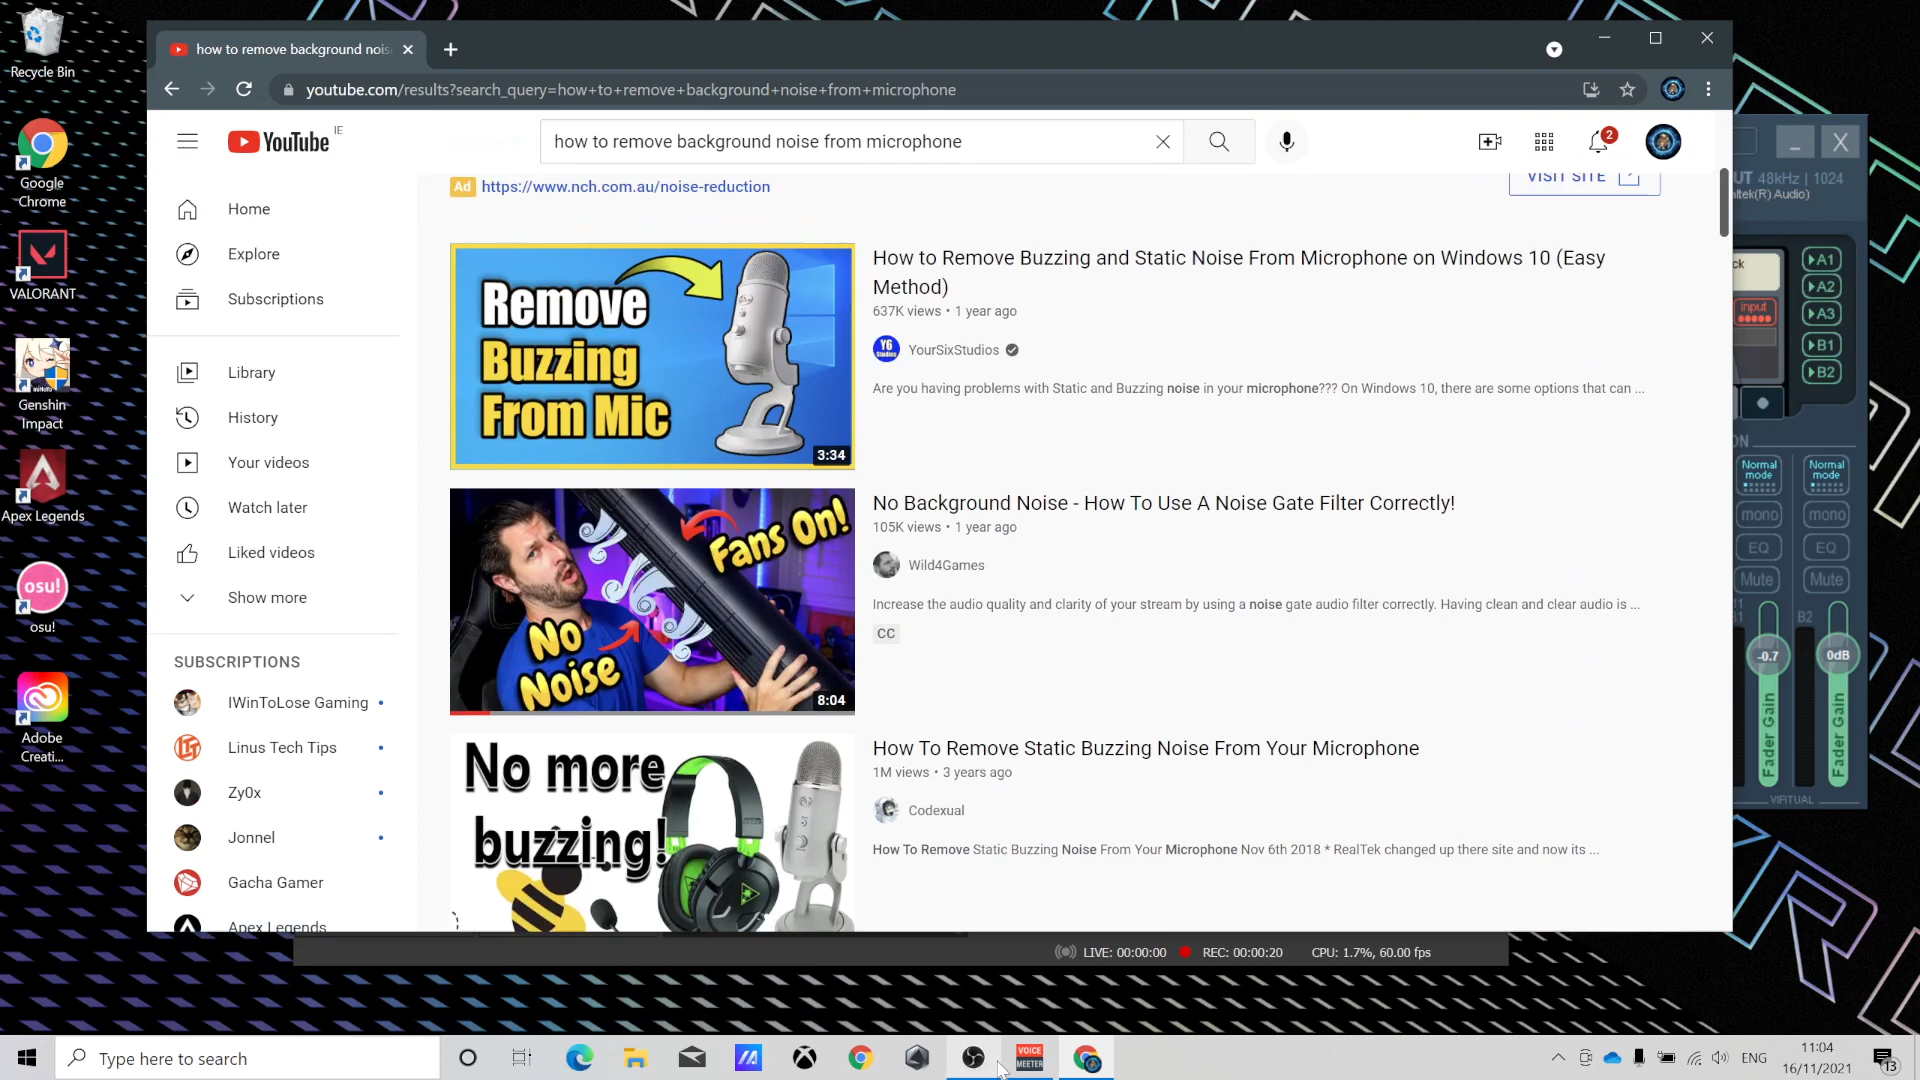 how to remove background nois
youtube.com/results?search_query=how+to+remove+background+noise+from+microphone
YouTube IE
how to remove background noise from microphone
2
Ad https://www.nch.com.au/noise-reduction
VISIT SITE
Home
Explore
Subscriptions
Library
History
Your videos
Watch later
Liked videos
Show more
SUBSCRIPTIONS
IWinToLose Gaming
Linus Tech Tips
Zy0x
Jonnel
Gacha Gamer
Apex Legends
Remove
Buzzing
From Mic
3:34
How to Remove Buzzing and Static Noise From Microphone on Windows 10 (Easy
Method)
637K views • 1 year ago
Y6
Studios
YourSixStudios
Are you having problems with Static and Buzzing noise in your microphone??? On Windows 10, there are some options that can ...
Fans On!
No
Noise
8:04
No Background Noise - How To Use A Noise Gate Filter Correctly!
105K views • 1 year ago
Wild4Games
Increase the audio quality and clarity of your stream by using a noise gate audio filter correctly. Having clean and clear audio is ...
CC
No more
buzzing!
How To Remove Static Buzzing Noise From Your Microphone
1M views • 3 years ago
Codexual
How To Remove Static Buzzing Noise From Your Microphone Nov 6th 2018 * RealTek changed up there site and now its ...
Recycle Bin
Google
Chrome
VALORANT
Genshin
Impact
Apex Legends
osu!
osu!
Adobe
Creati...
X
UT 48kHz | 1024
ltek(R) Audio)
ck
input
A1
A2
A3
B1
B2
ON
Normal
mode
Normal
mode
mono
mono
EQ
EQ
Mute
Mute
B2
-0.7
0dB
Fader Gain
Fader Gain
VIRTUAL
LIVE: 00:00:00
REC: 00:00:20
CPU: 1.7%, 60.00 fps
Type here to search
VOICE
MEETER
ENG
11:04
16/11/2021
13